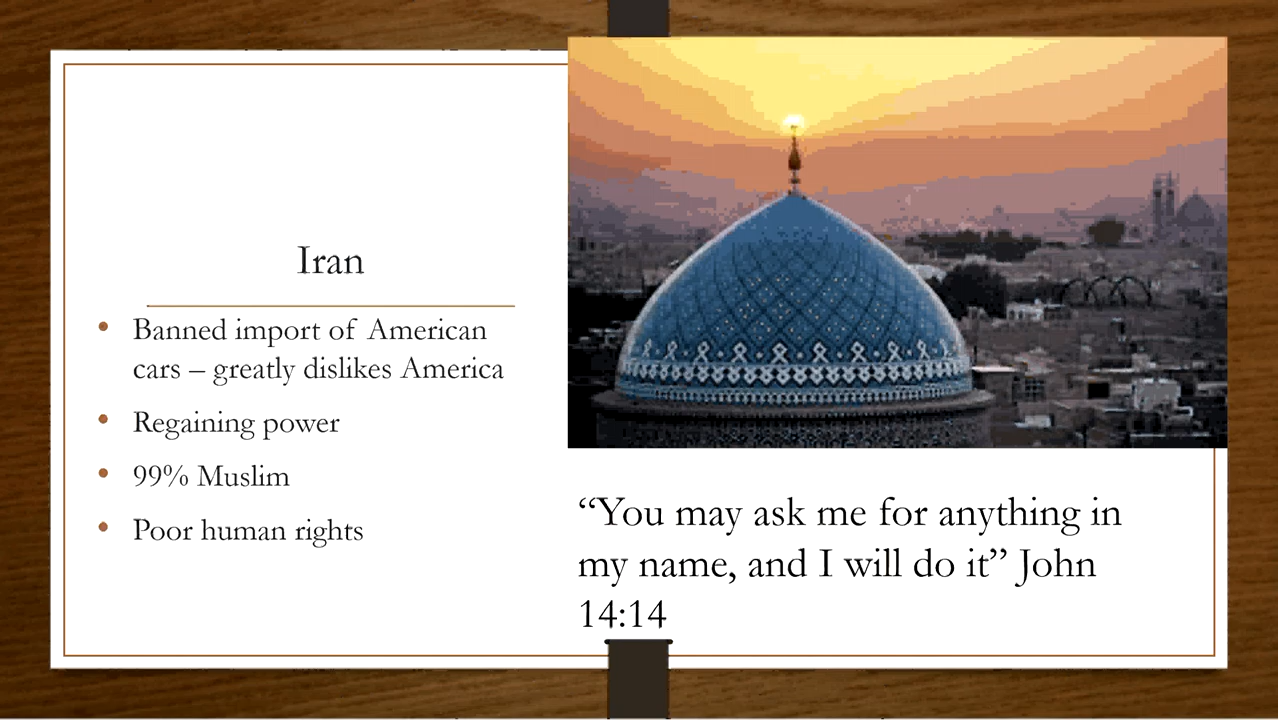 Iran
Banned import of American
cars – greatly dislikes America
Regaining power
99% Muslim
Poor human rights
“You may ask me for anything in
my name, and I will do it” John
14:14